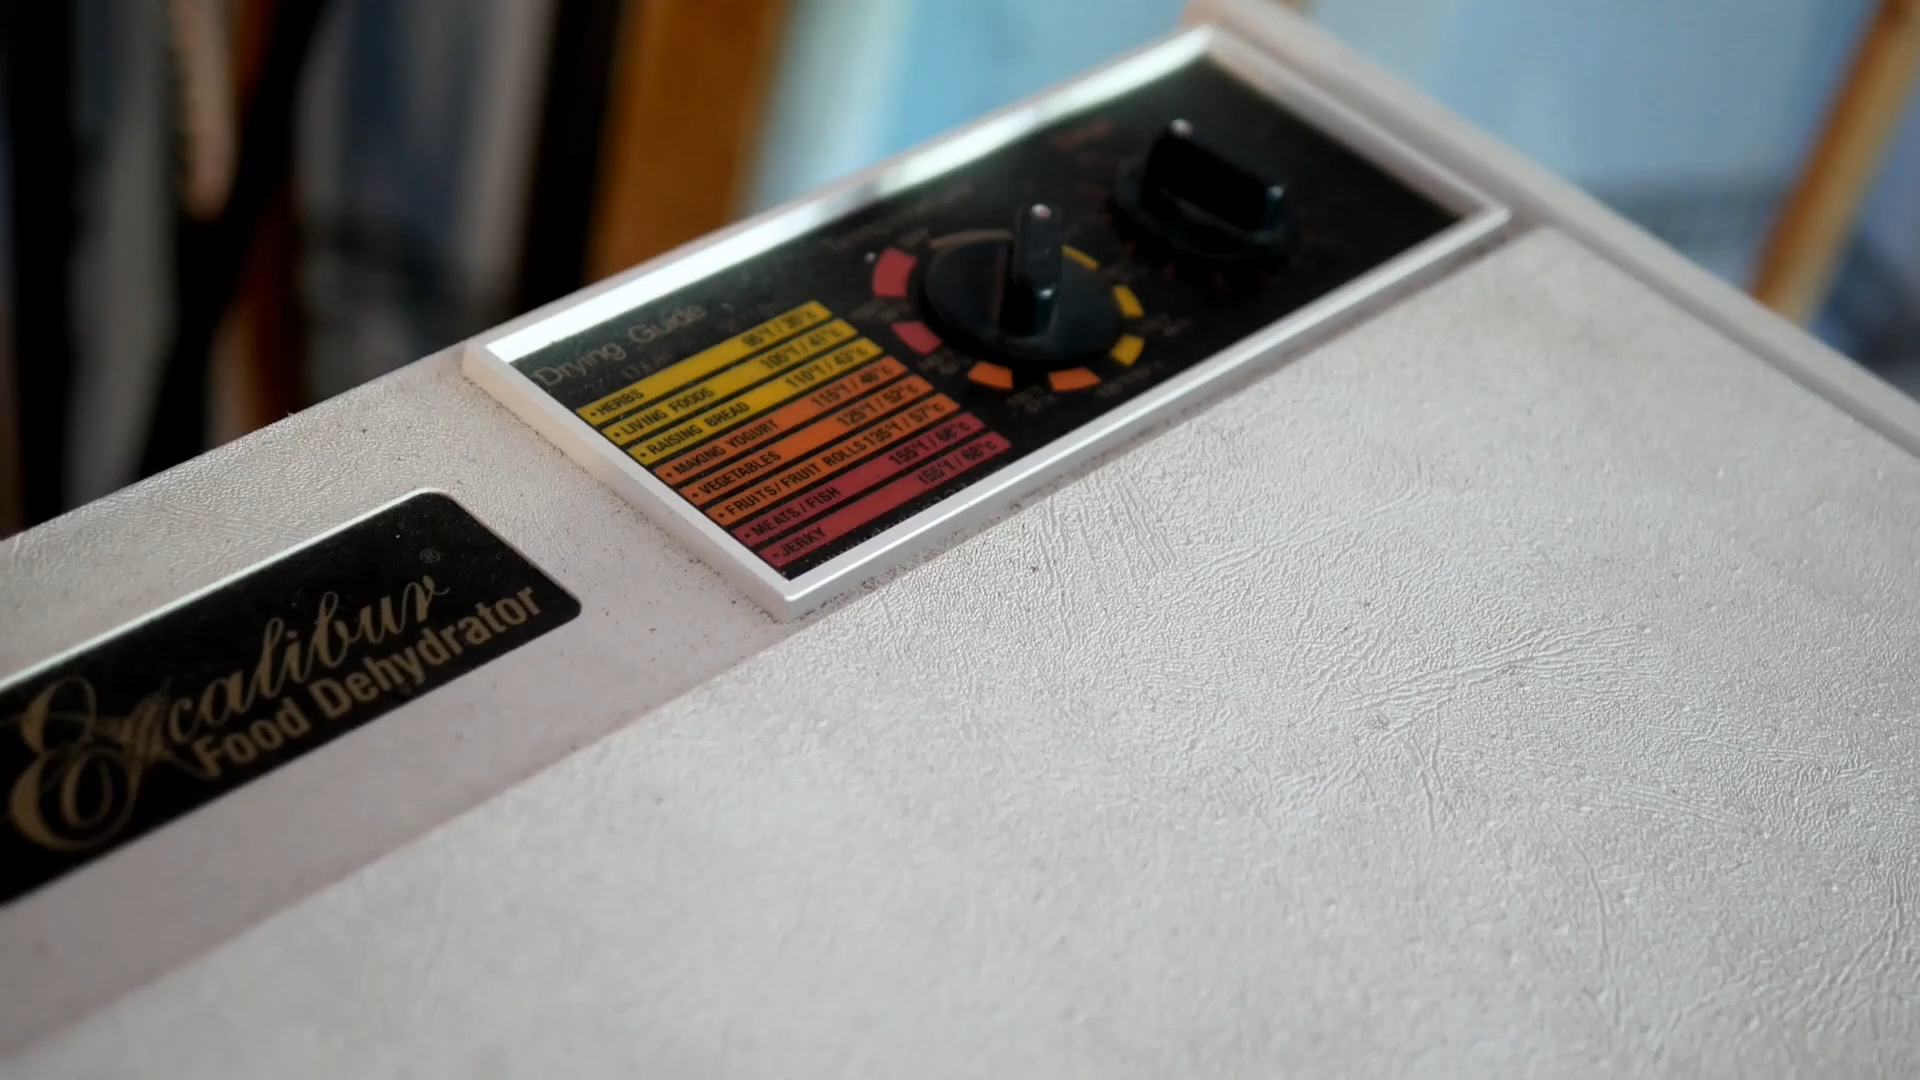 Excalibur®
Food Dehydrator
Drying Guide
• HERBS 95°F/35°C
• LIVING FOODS 105°F/41°C
• RAISING BREAD 110°F/43°C
• MAKING YOGURT 115°F/46°C
• VEGETABLES 125°F/52°C
• FRUITS/FRUIT ROLLS 135°F/57°C
• MEATS/FISH 155°F/68°C
• JERKY 155°F/68°C